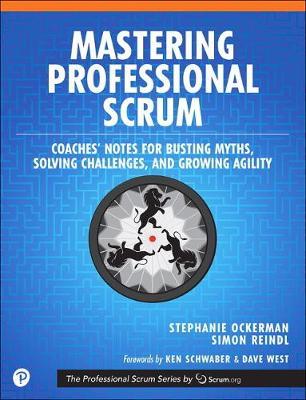 MASTERING
PROFESSIONAL
SCRUM
COACHES' NOTES FOR BUSTING MYTHS,
SOLVING CHALLENGES, AND GROWING AGILITY
STEPHANIE OCKERMAN
SIMON REINDL
Forewords by KEN SCHWABER & DAVE WEST
P
The Professional Scrum Series by Scrum.org